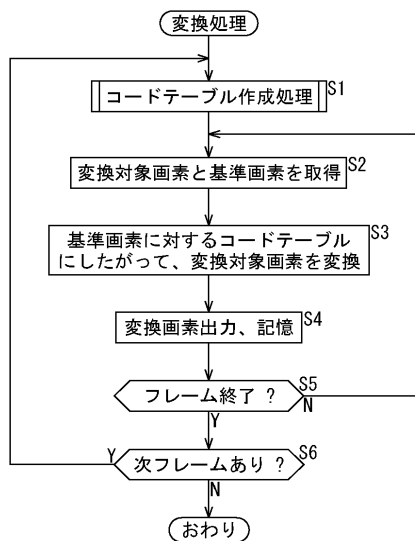 変換処理
コードテーブル作成処理
S1
変換対象画素と基準画素を取得
S2
基準画素に対するコードテーブル
にしたがって、変換対象画素を変換
S3
変換画素出力、記憶
S4
フレーム終了 ?
S5
N
Y
次フレームあり ?
S6
Y
N
おわり